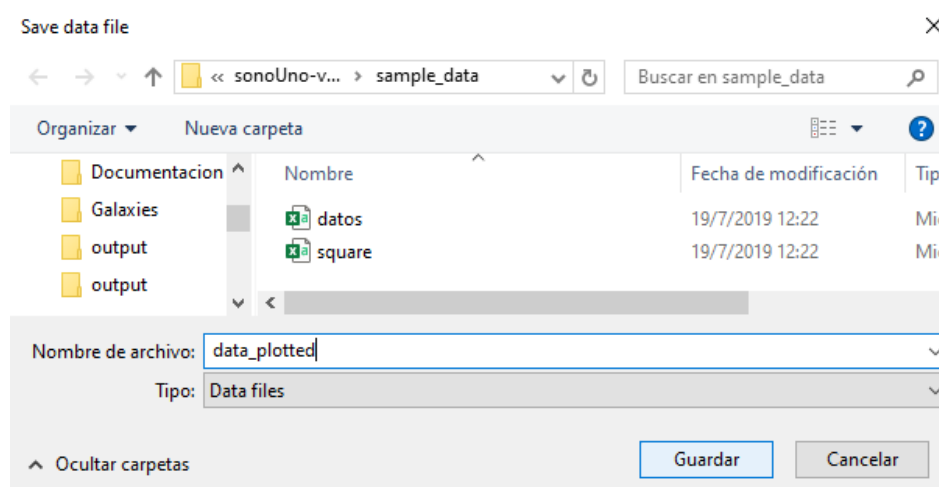 Save data file
« sonoUno-v... › sample_data
Buscar en sample_data
Organizar
Nueva carpeta
?
Documentacion
Galaxies
output
output
Nombre
Fecha de modificación
Tip
datos
19/7/2019 12:22
Mi
square
19/7/2019 12:22
Mi
Nombre de archivo: data_plotted
Tipo: Data files
Ocultar carpetas
Guardar
Cancelar